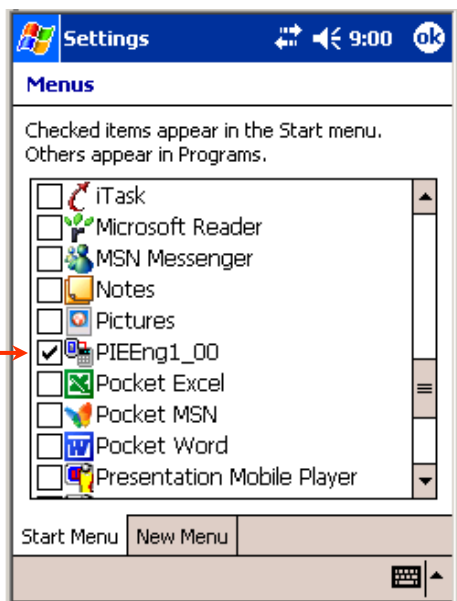 Settings 9:00 ok
Menus
Checked items appear in the Start menu.
Others appear in Programs.
iTask
Microsoft Reader
MSN Messenger
Notes
Pictures
PIEEng1_00
Pocket Excel
Pocket MSN
Pocket Word
Presentation Mobile Player
Start Menu New Menu